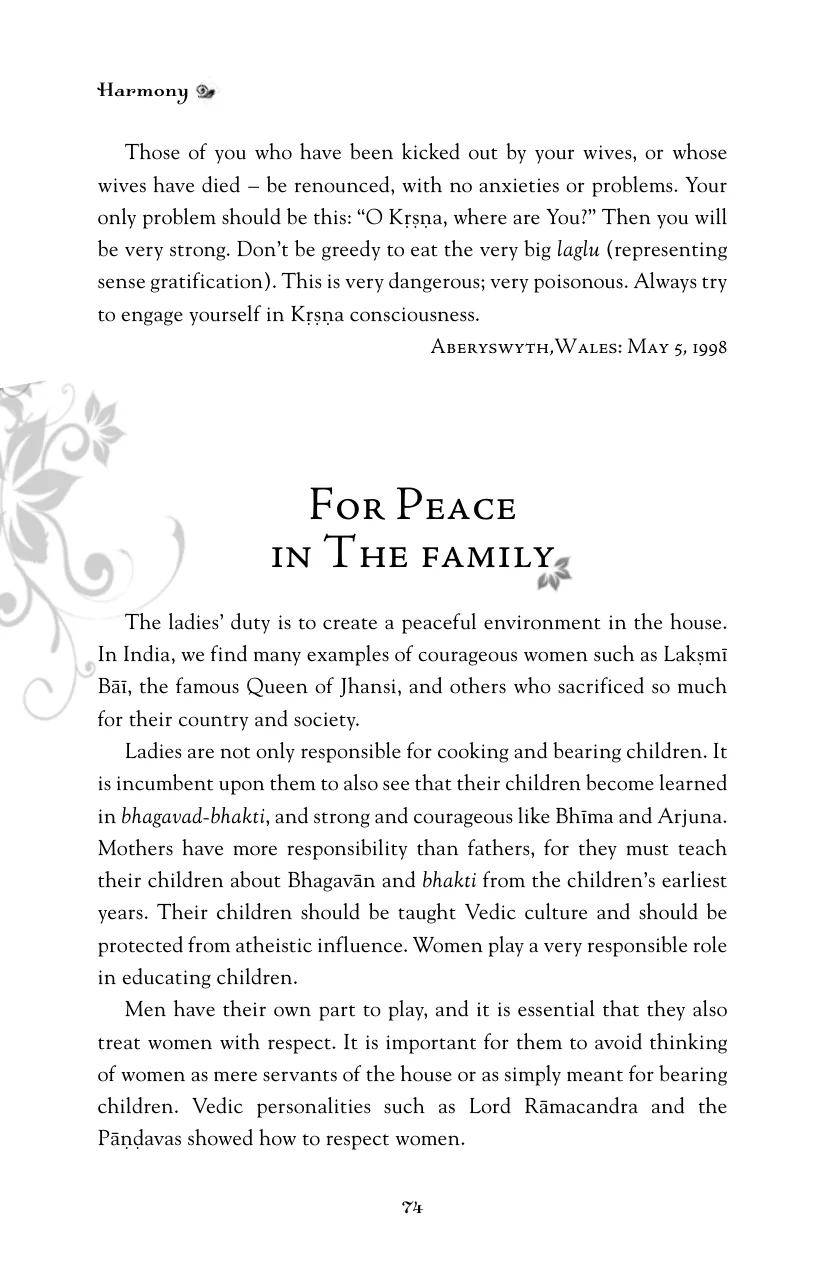 Harmony
Those of you who have been kicked out by your wives, or whose
wives have died – be renounced, with no anxieties or problems. Your
only problem should be this: “O Kṛṣṇa, where are You?” Then you will
be very strong. Don’t be greedy to eat the very big laglu (representing
sense gratification). This is very dangerous; very poisonous. Always try
to engage yourself in Kṛṣṇa consciousness.
Aberyswyth,Wales: May 5, 1998
For Peace
in The family
The ladies’ duty is to create a peaceful environment in the house.
In India, we find many examples of courageous women such as Lakṣmī
Bāī, the famous Queen of Jhansi, and others who sacrificed so much
for their country and society.
Ladies are not only responsible for cooking and bearing children. It
is incumbent upon them to also see that their children become learned
in bhagavad-bhakti, and strong and courageous like Bhīma and Arjuna.
Mothers have more responsibility than fathers, for they must teach
their children about Bhagavān and bhakti from the children’s earliest
years. Their children should be taught Vedic culture and should be
protected from atheistic influence. Women play a very responsible role
in educating children.
Men have their own part to play, and it is essential that they also
treat women with respect. It is important for them to avoid thinking
of women as mere servants of the house or as simply meant for bearing
children. Vedic personalities such as Lord Rāmacandra and the
Pāṇḍavas showed how to respect women.
74